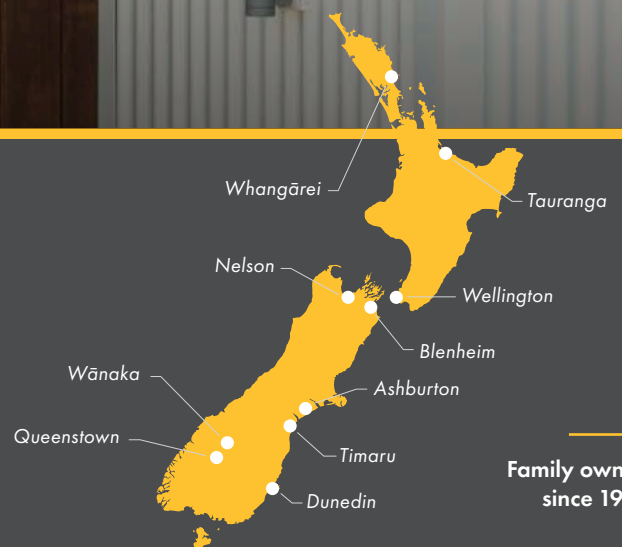 Whangārei
Tauranga
Nelson
Wellington
Blenheim
Wānaka
Ashburton
Queenstown
Timaru
Dunedin
Family own
since 19